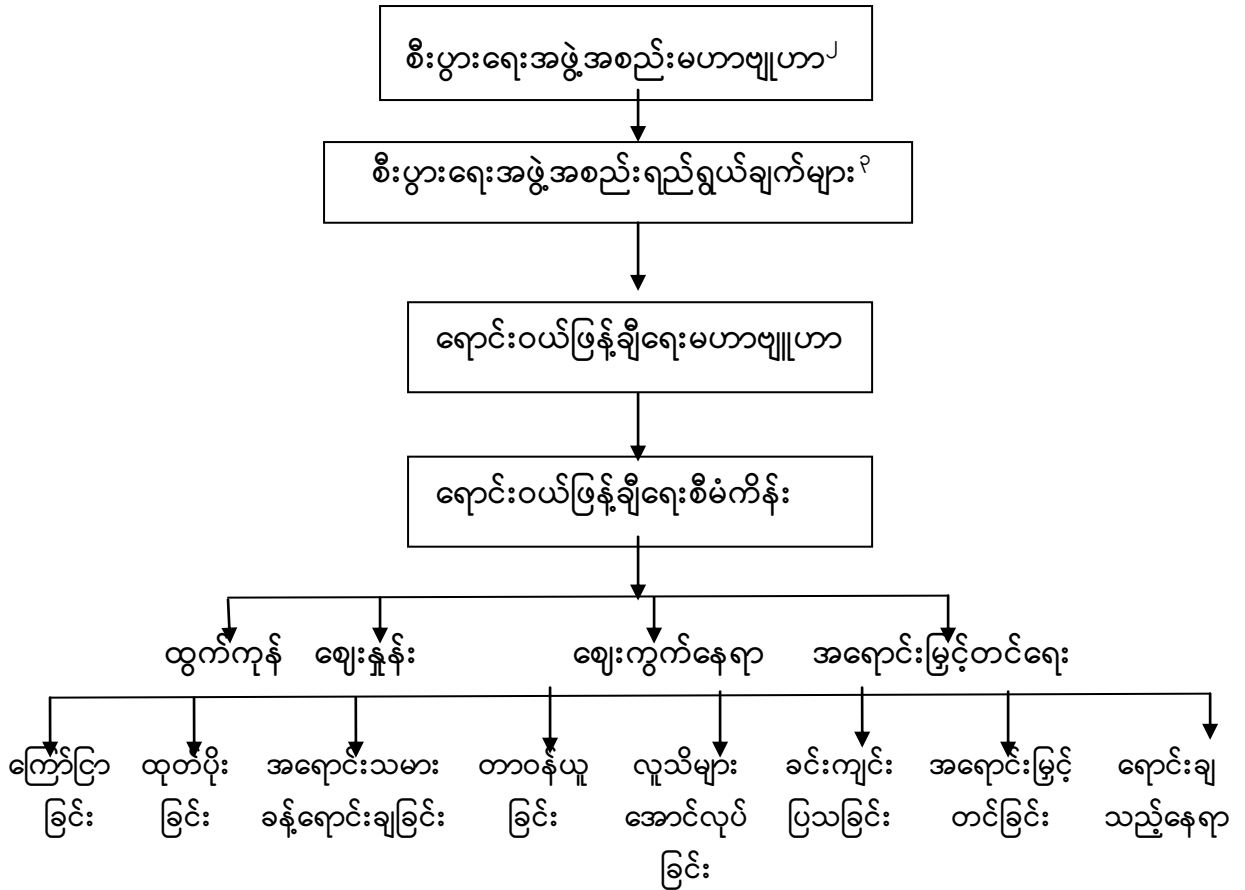 စီးပွားရေးအဖွဲ့အစည်းမဟာဗျုဟာ၂
စီးပွားရေးအဖွဲ့အစည်းရည်ရွယ်ချက်များ၃
ရောင်းဝယ်ဖြန့်ချီရေးမဟာဗျူဟာ
ရောင်းဝယ်ဖြန့်ချီရေးစီမံကိန်း
ထွက်ကုန် ဈေးနှုန်း ဈေးကွက်နေရာ အရောင်းမြှင့်တင်ရေး
ကြော်ငြာ ထုတ်ပိုး အရောင်းသမား တာဝန်ယူ လူသိများ ခင်းကျင်း အရောင်းမြှင့် ရောင်းချ
ခြင်း ခြင်း ခန့်ရောင်းချခြင်း ခြင်း အောင်လုပ် ပြသခြင်း တင်ခြင်း သည့်နေရာ
ခြင်း